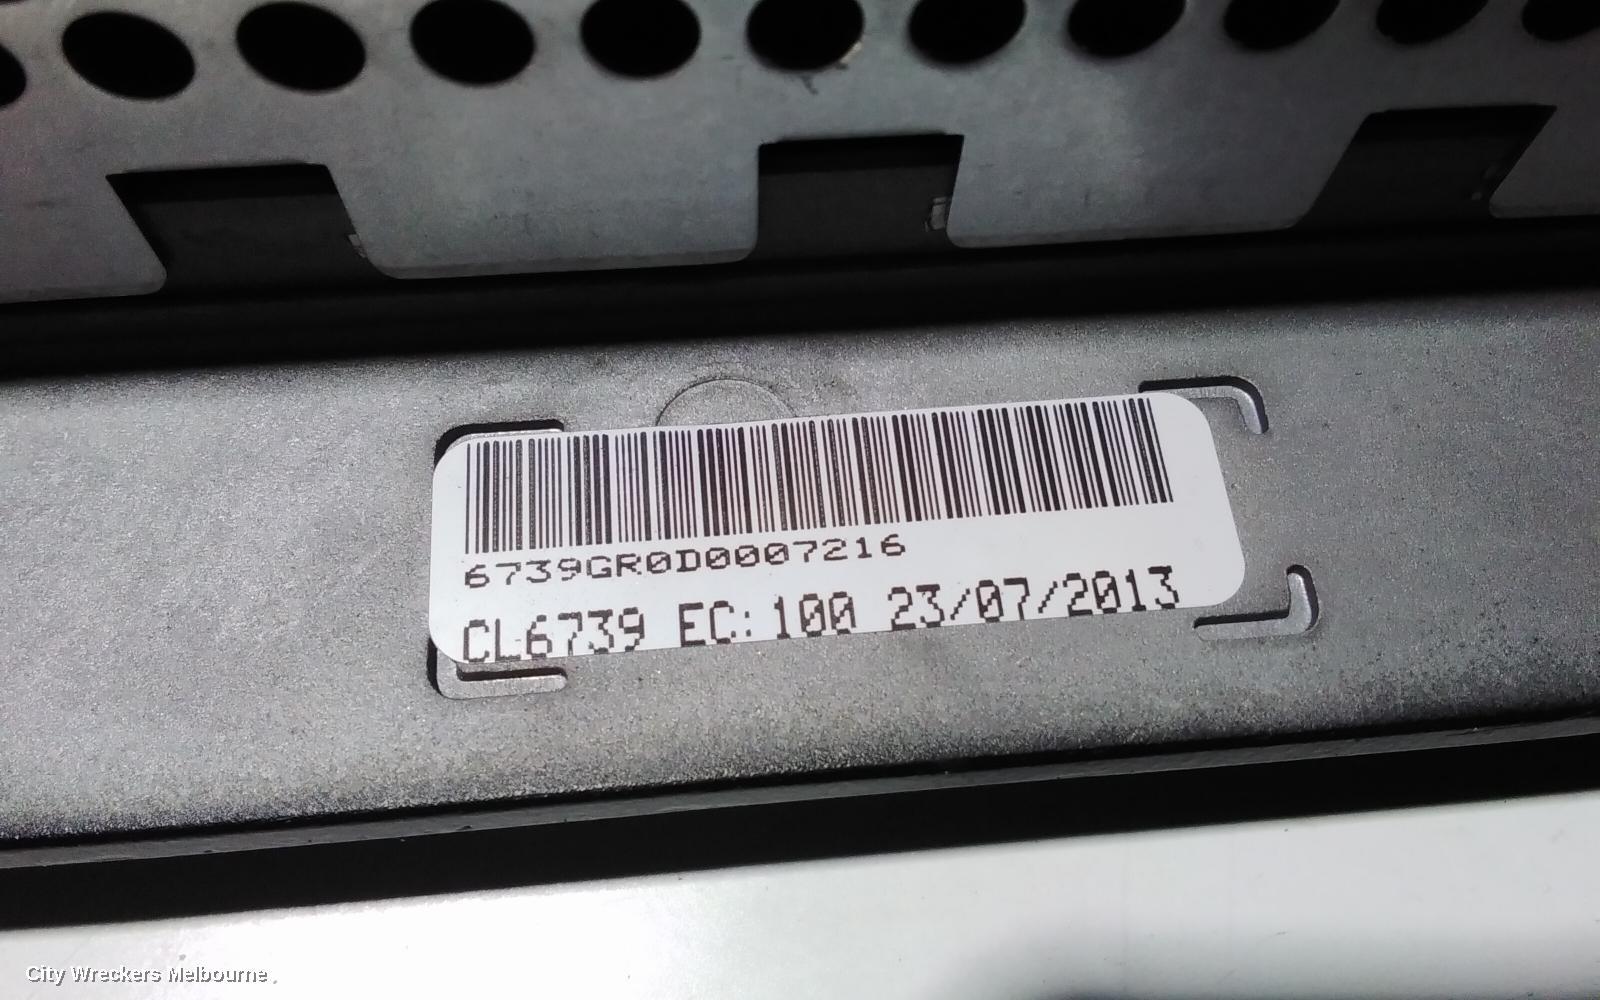 6739GR0D0007216
CL6739 EC:100 23/07/2013
City Wreckers Melbourne